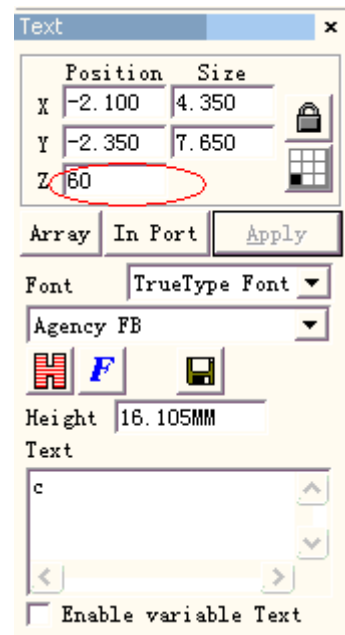 Text x
Position Size
X -2.100 4.350
Y -2.350 7.650
Z 60
Array In Port Apply
Font TrueType Font
Agency FB
H F
Height 16.105MM
Text
c
Enable variable Text